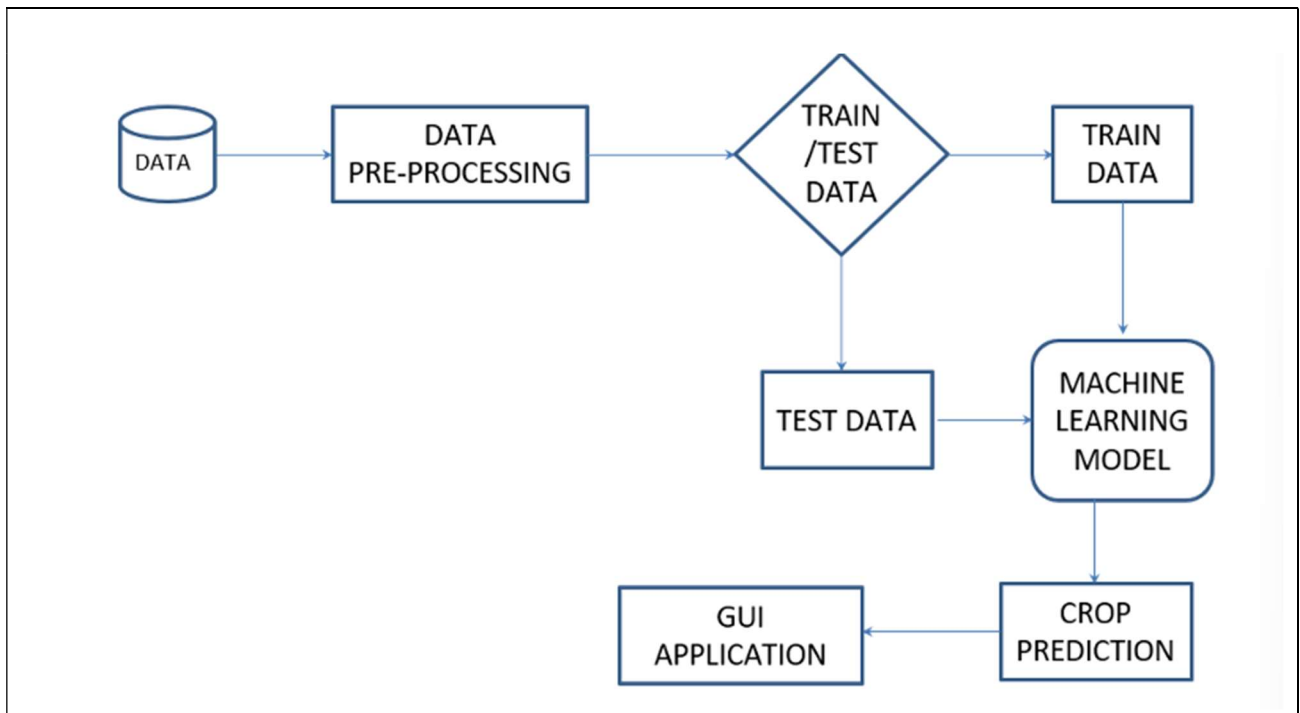 DATA
DATA
PRE-PROCESSING
TRAIN
/TEST
DATA
TRAIN
DATA
TEST DATA
MACHINE
LEARNING
MODEL
GUI
APPLICATION
CROP
PREDICTION